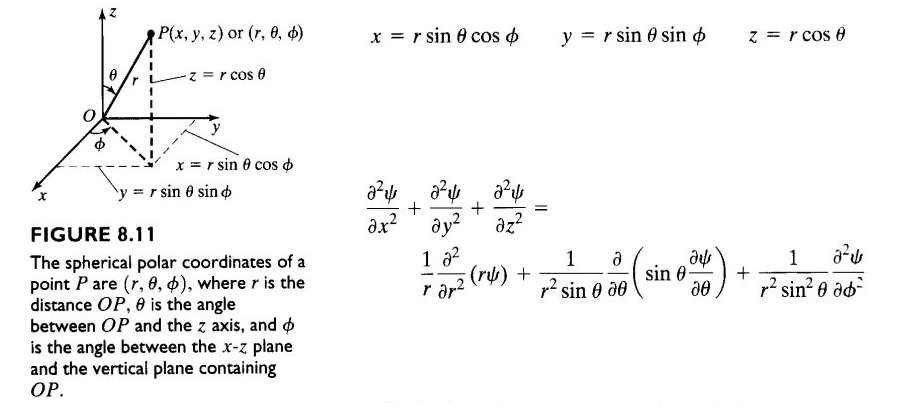 z
P(x, y, z) or (r, θ, ϕ)
θ
r
z = r cos θ
O
ϕ
y
x = r sin θ cos ϕ
x
y = r sin θ sin ϕ
FIGURE 8.11
The spherical polar coordinates of a
point P are (r, θ, ϕ), where r is the
distance OP, θ is the angle
between OP and the z axis, and ϕ
is the angle between the x-z plane
and the vertical plane containing
OP.
x = r sin θ cos ϕ y = r sin θ sin ϕ z = r cos θ
∂²ψ/∂x² + ∂²ψ/∂y² + ∂²ψ/∂z² =
1/r ∂²/∂r² (rψ) + 1/(r² sin θ) ∂/∂θ (sin θ ∂ψ/∂θ) + 1/(r² sin² θ) ∂²ψ/∂ϕ²